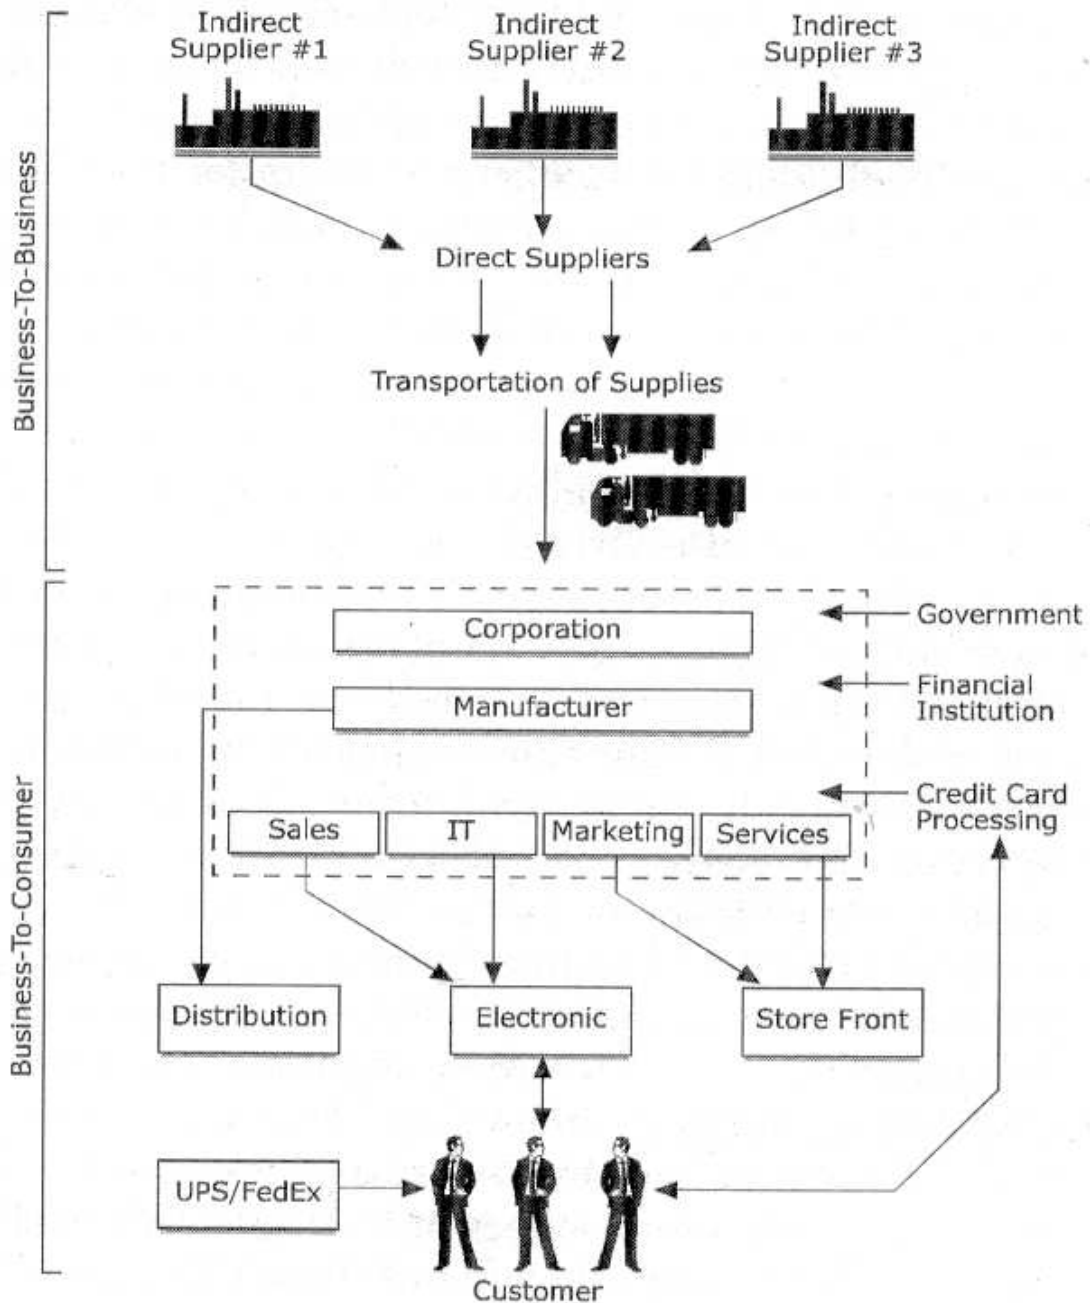 Indirect
Supplier #1
Indirect
Supplier #2
Indirect
Supplier #3
Business-To-Business
Direct Suppliers
Transportation of Supplies
Business-To-Consumer
Corporation
Government
Manufacturer
Financial
Institution
Credit Card
Processing
Sales
IT
Marketing
Services
Distribution
Electronic
Store Front
UPS/FedEx
Customer